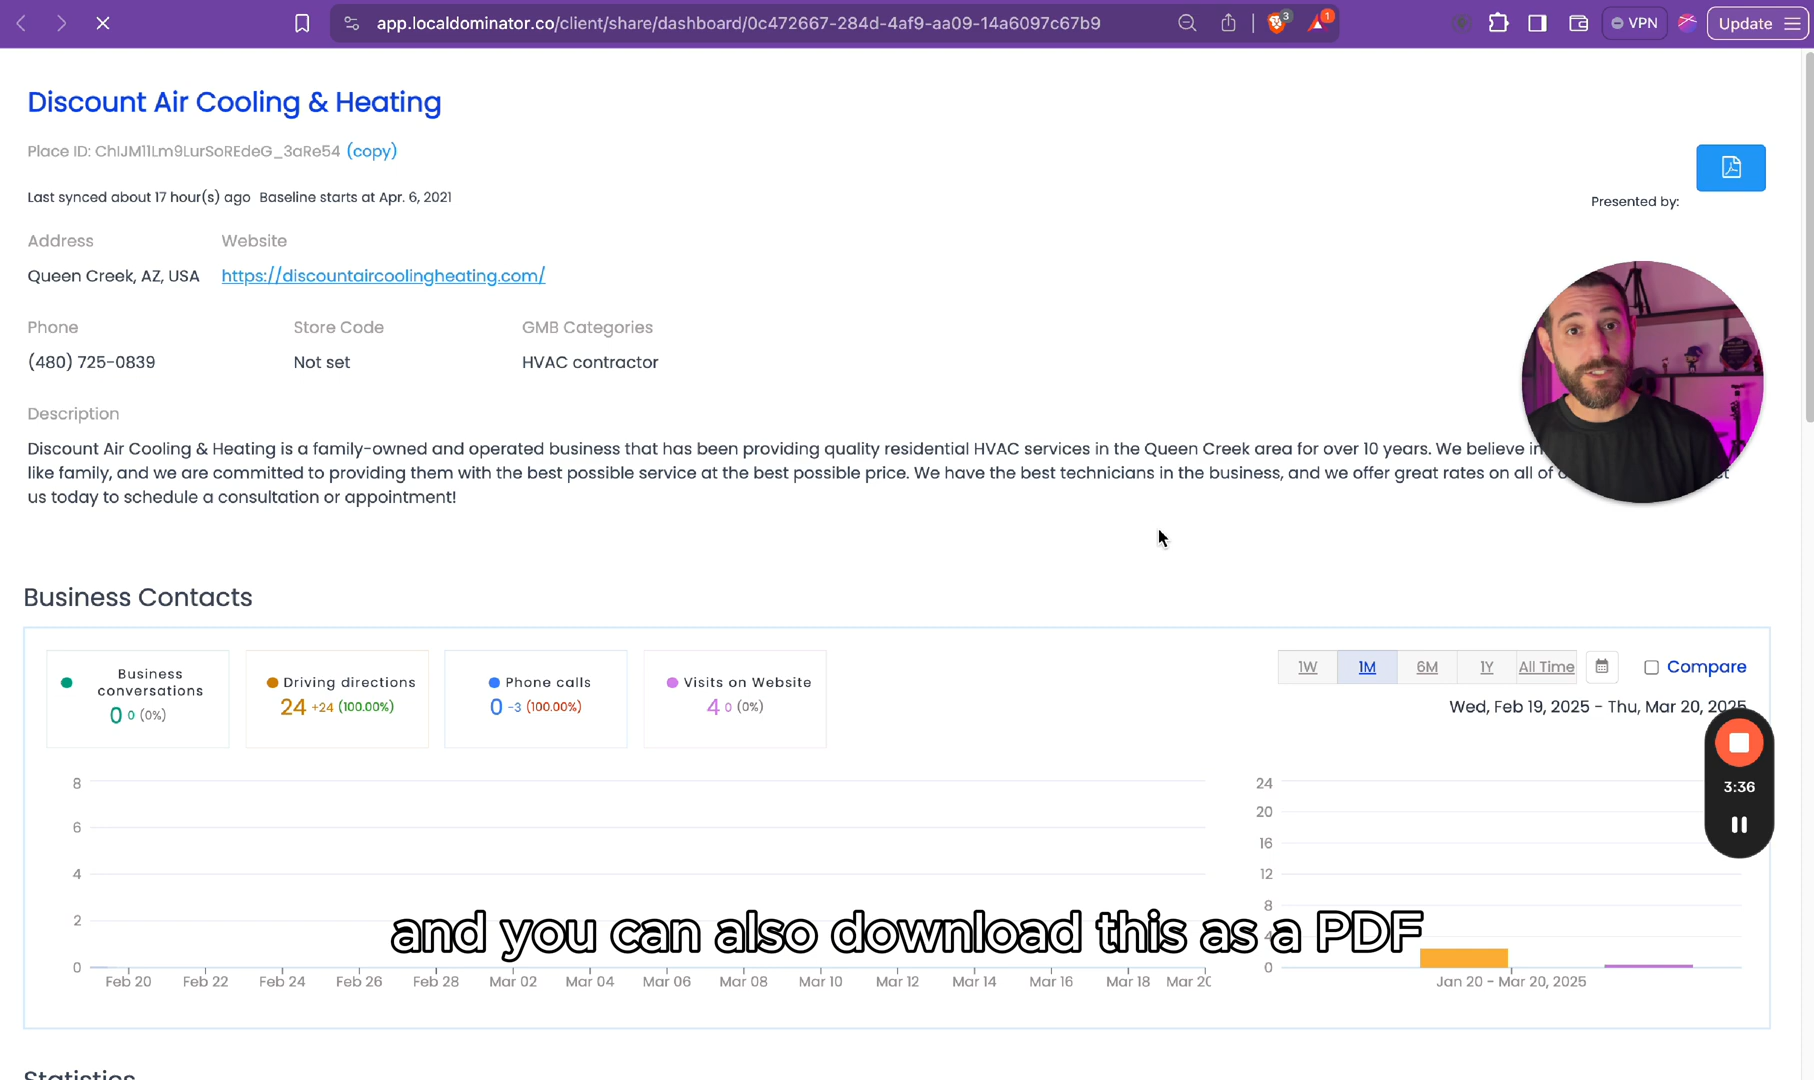 app.localdominator.co/client/share/dashboard/0c472667-284d-4af9-aa09-14a6097c67b9
3
1
VPN
Update
Discount Air Cooling & Heating
Place ID: ChIJM11Lm9LurSoREdeG_3aRe54 (copy)
Last synced about 17 hour(s) ago Baseline starts at Apr. 6, 2021
Presented by:
Address
Website
Queen Creek, AZ, USA
https://discountaircoolingheating.com/
Phone
Store Code
GMB Categories
(480) 725-0839
Not set
HVAC contractor
Description
Discount Air Cooling & Heating is a family-owned and operated business that has been providing quality residential HVAC services in the Queen Creek area for over 10 years. We believe in
like family, and we are committed to providing them with the best possible service at the best possible price. We have the best technicians in the business, and we offer great rates on all of
us today to schedule a consultation or appointment!
Business Contacts
Business conversations
0 0 (0%)
Driving directions
24 +24 (100.00%)
Phone calls
0 -3 (100.00%)
Visits on Website
4 0 (0%)
1W
1M
6M
1Y
All Time
Compare
Wed, Feb 19, 2025 - Thu, Mar 20, 2025
3:36
8
6
4
2
0
Feb 20
Feb 22
Feb 24
Feb 26
Feb 28
Mar 02
Mar 04
Mar 06
Mar 08
Mar 10
Mar 12
Mar 14
Mar 16
Mar 18
Mar 20
24
20
16
12
8
4
0
Jan 20 - Mar 20, 2025
and you can also download this as a PDF
Statistics